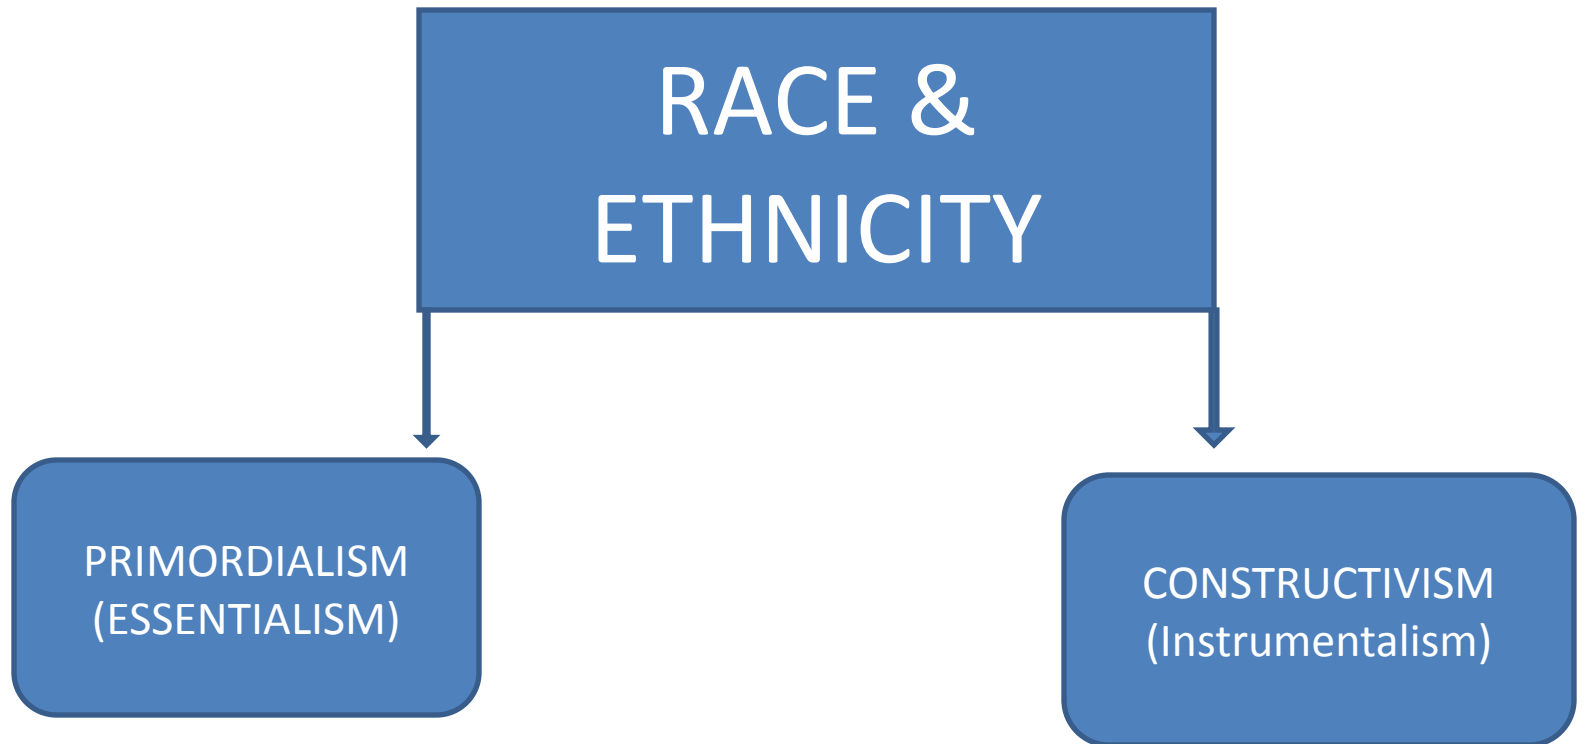 RACE &
ETHNICITY
PRIMORDIALISM
(ESSENTIALISM)
CONSTRUCTIVISM
(Instrumentalism)